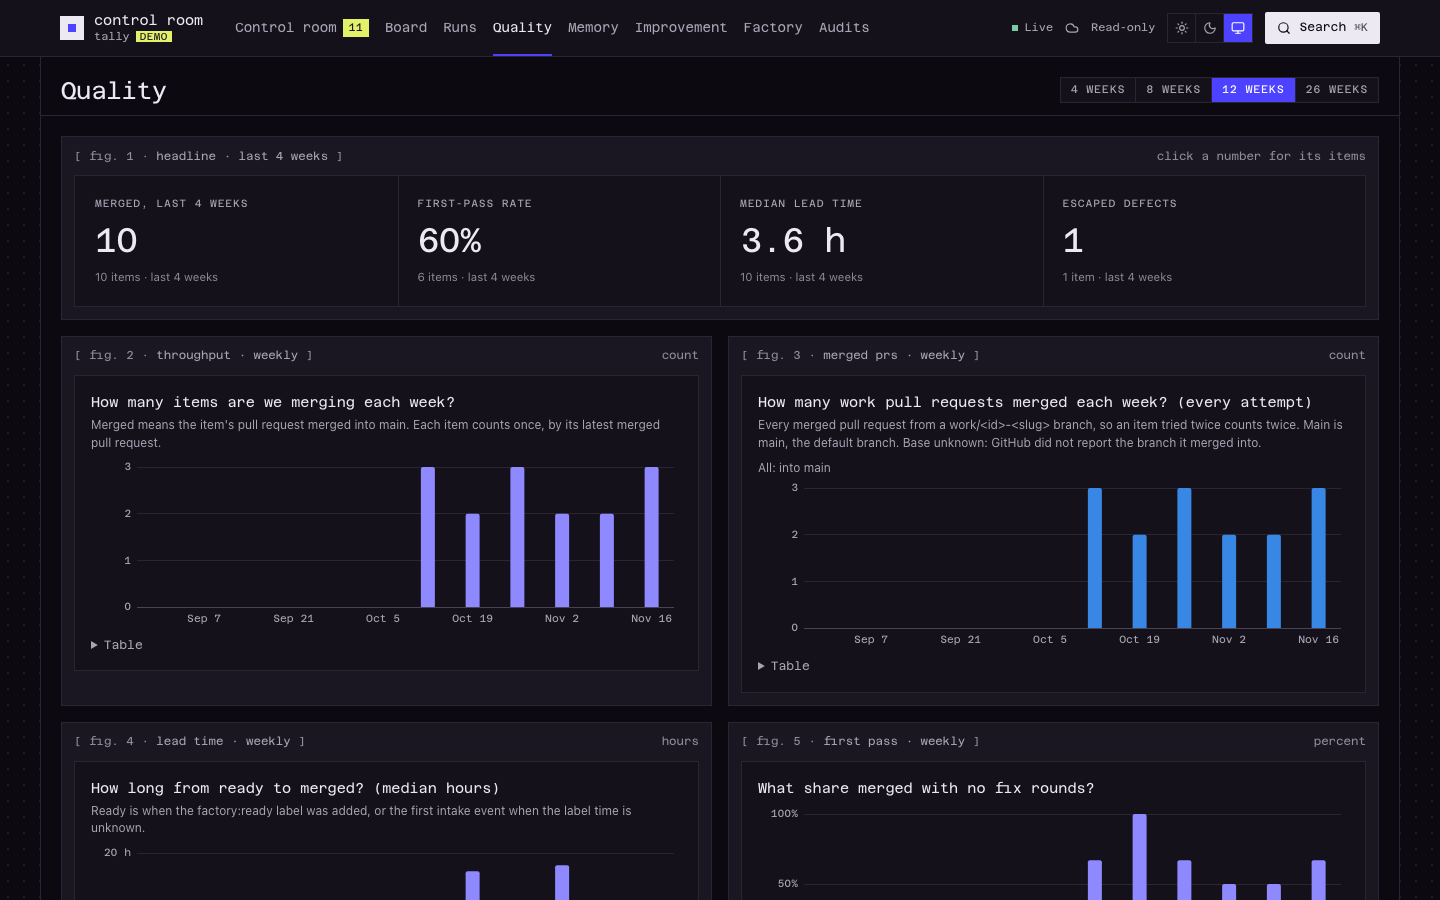 control room
tally DEMO
Control room 11 Board Runs Quality Memory Improvement Factory Audits
Live Read-only
Search ⌘K
Quality
4 WEEKS 8 WEEKS 12 WEEKS 26 WEEKS
[ fig. 1 · headline · last 4 weeks ]
click a number for its items
MERGED, LAST 4 WEEKS
10
10 items · last 4 weeks
FIRST-PASS RATE
60%
6 items · last 4 weeks
MEDIAN LEAD TIME
3.6 h
10 items · last 4 weeks
ESCAPED DEFECTS
1
1 item · last 4 weeks
[ fig. 2 · throughput · weekly ]
count
How many items are we merging each week?
Merged means the item's pull request merged into main. Each item counts once, by its latest merged
pull request.
3
2
1
0
Sep 7 Sep 21 Oct 5 Oct 19 Nov 2 Nov 16
Table
[ fig. 3 · merged prs · weekly ]
count
How many work pull requests merged each week? (every attempt)
Every merged pull request from a work/<id>-<slug> branch, so an item tried twice counts twice. Main is
main, the default branch. Base unknown: GitHub did not report the branch it merged into.
All: into main
3
2
1
0
Sep 7 Sep 21 Oct 5 Oct 19 Nov 2 Nov 16
Table
[ fig. 4 · lead time · weekly ]
hours
How long from ready to merged? (median hours)
Ready is when the factory:ready label was added, or the first intake event when the label time is
unknown.
20 h
[ fig. 5 · first pass · weekly ]
percent
What share merged with no fix rounds?
100%
50%